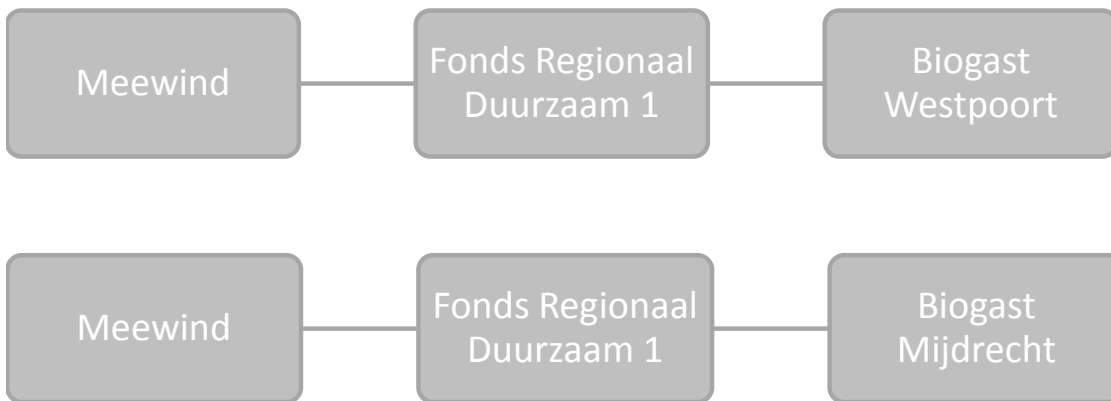 Meewind
Fonds Regionaal
Duurzaam 1
Biogast
Westpoort
Meewind
Fonds Regionaal
Duurzaam 1
Biogast
Mijdrecht